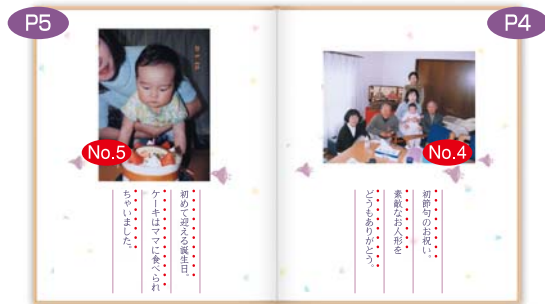 P5
P4
No.5
No.4
初節句のお祝い。
素敵なお人形を
どうもありがとう。
初めて迎える誕生日。
ケーキはママに食べられ
ちゃいました。